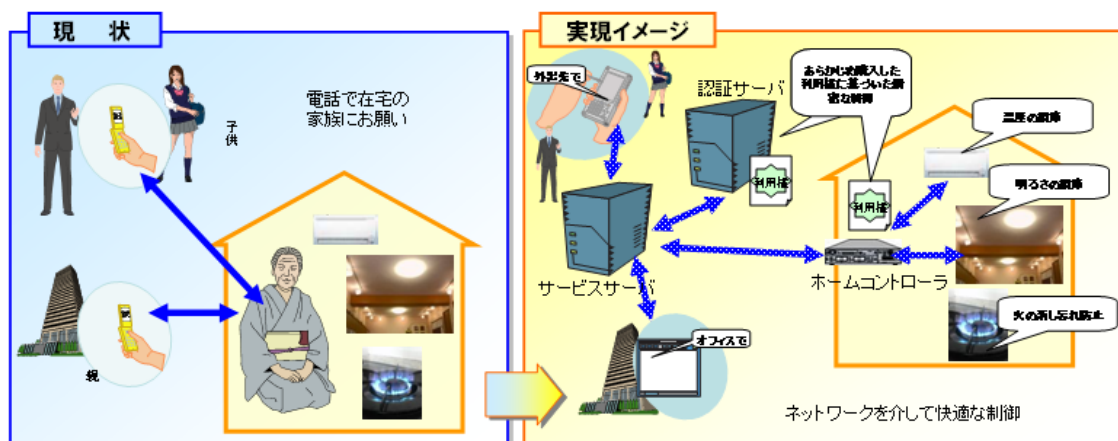 現 状
電話で在宅の
家族にお願い
子供
親
実現イメージ
外出先で
認証サーバ
あらかじめ購入した
利用権に基づいた厳
密な制御
利用権
サービスサーバ
オフィスで
利用権
ホームコントローラ
温度の調節
明るさの調節
火の消し忘れ防止
ネットワークを介して快適な制御